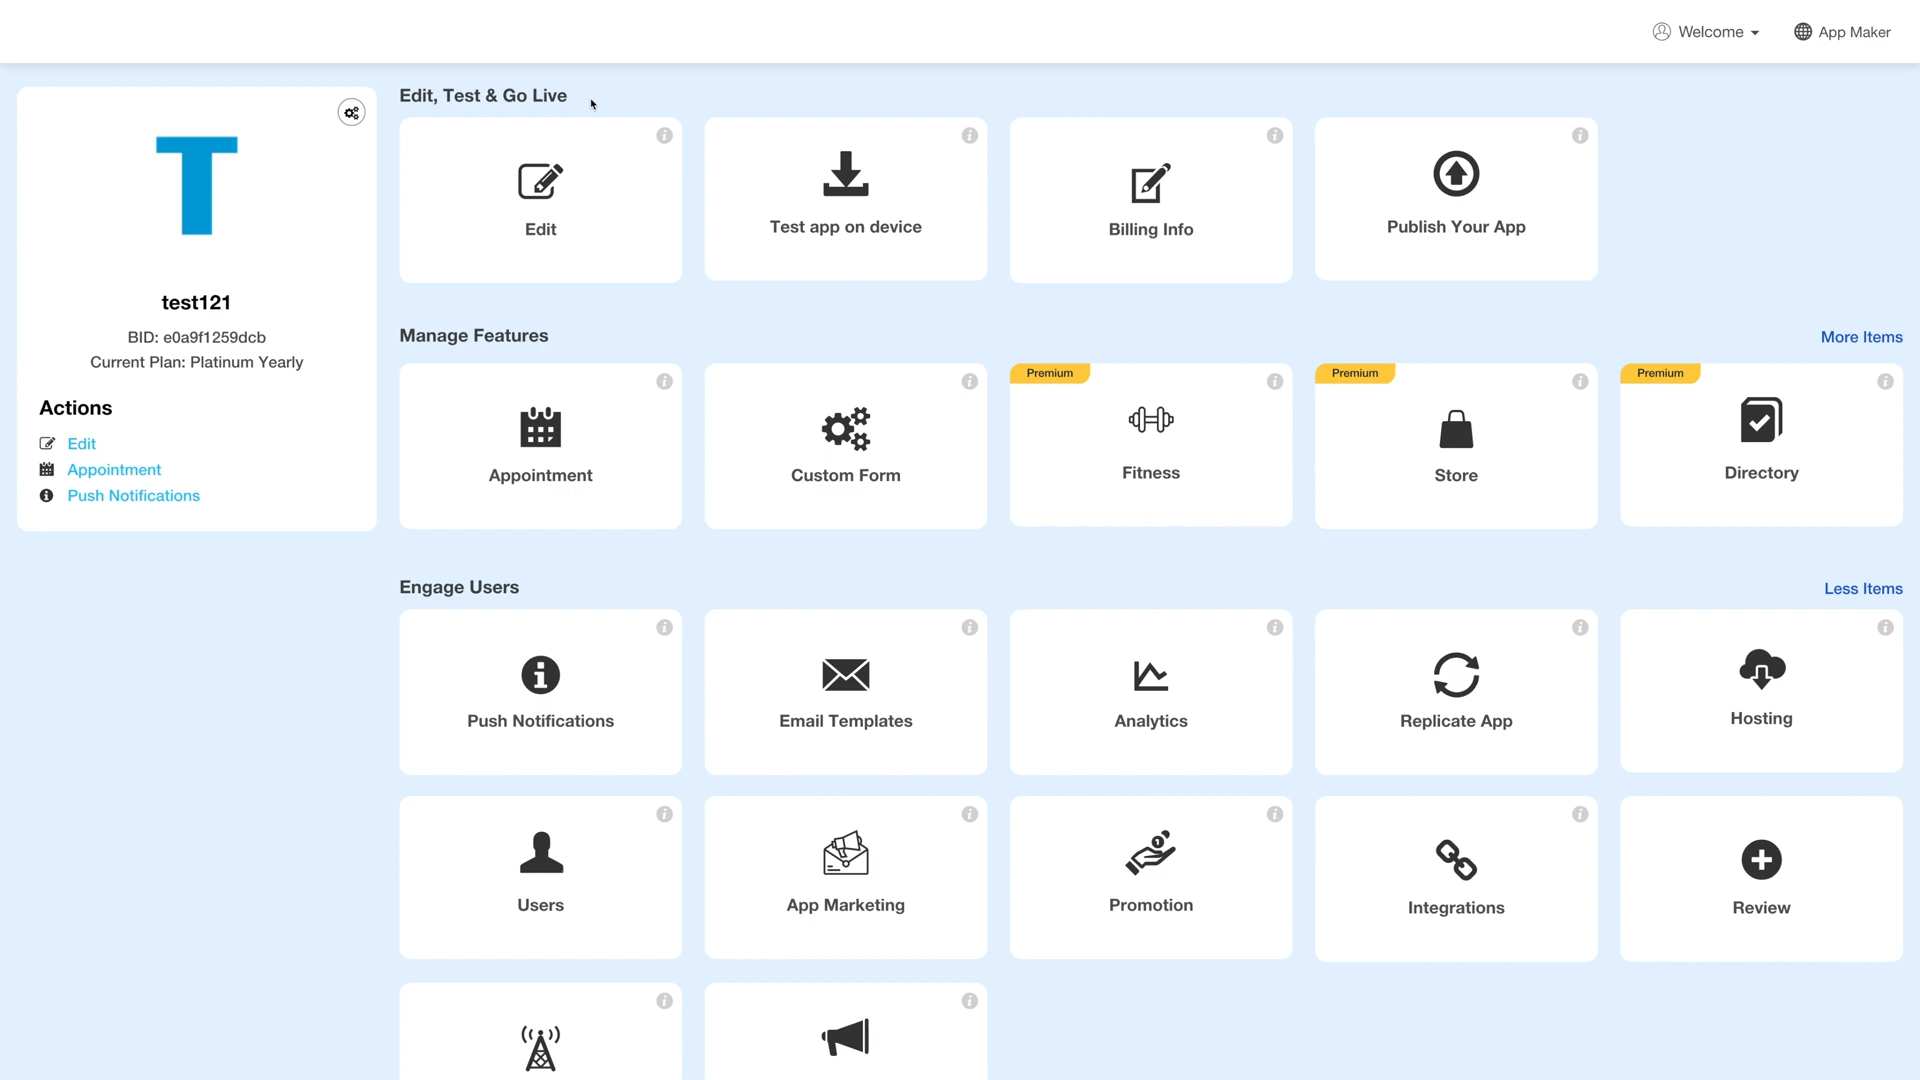 Welcome
App Maker
T
test121
BID: e0a9f1259dcb
Current Plan: Platinum Yearly
Actions
Edit
Appointment
Push Notifications
Edit, Test & Go Live
Edit
Test app on device
Billing Info
Publish Your App
Manage Features
More Items
Appointment
Custom Form
Premium
Fitness
Premium
Store
Premium
Directory
Engage Users
Less Items
Push Notifications
Email Templates
Analytics
Replicate App
Hosting
Users
App Marketing
Promotion
Integrations
Review